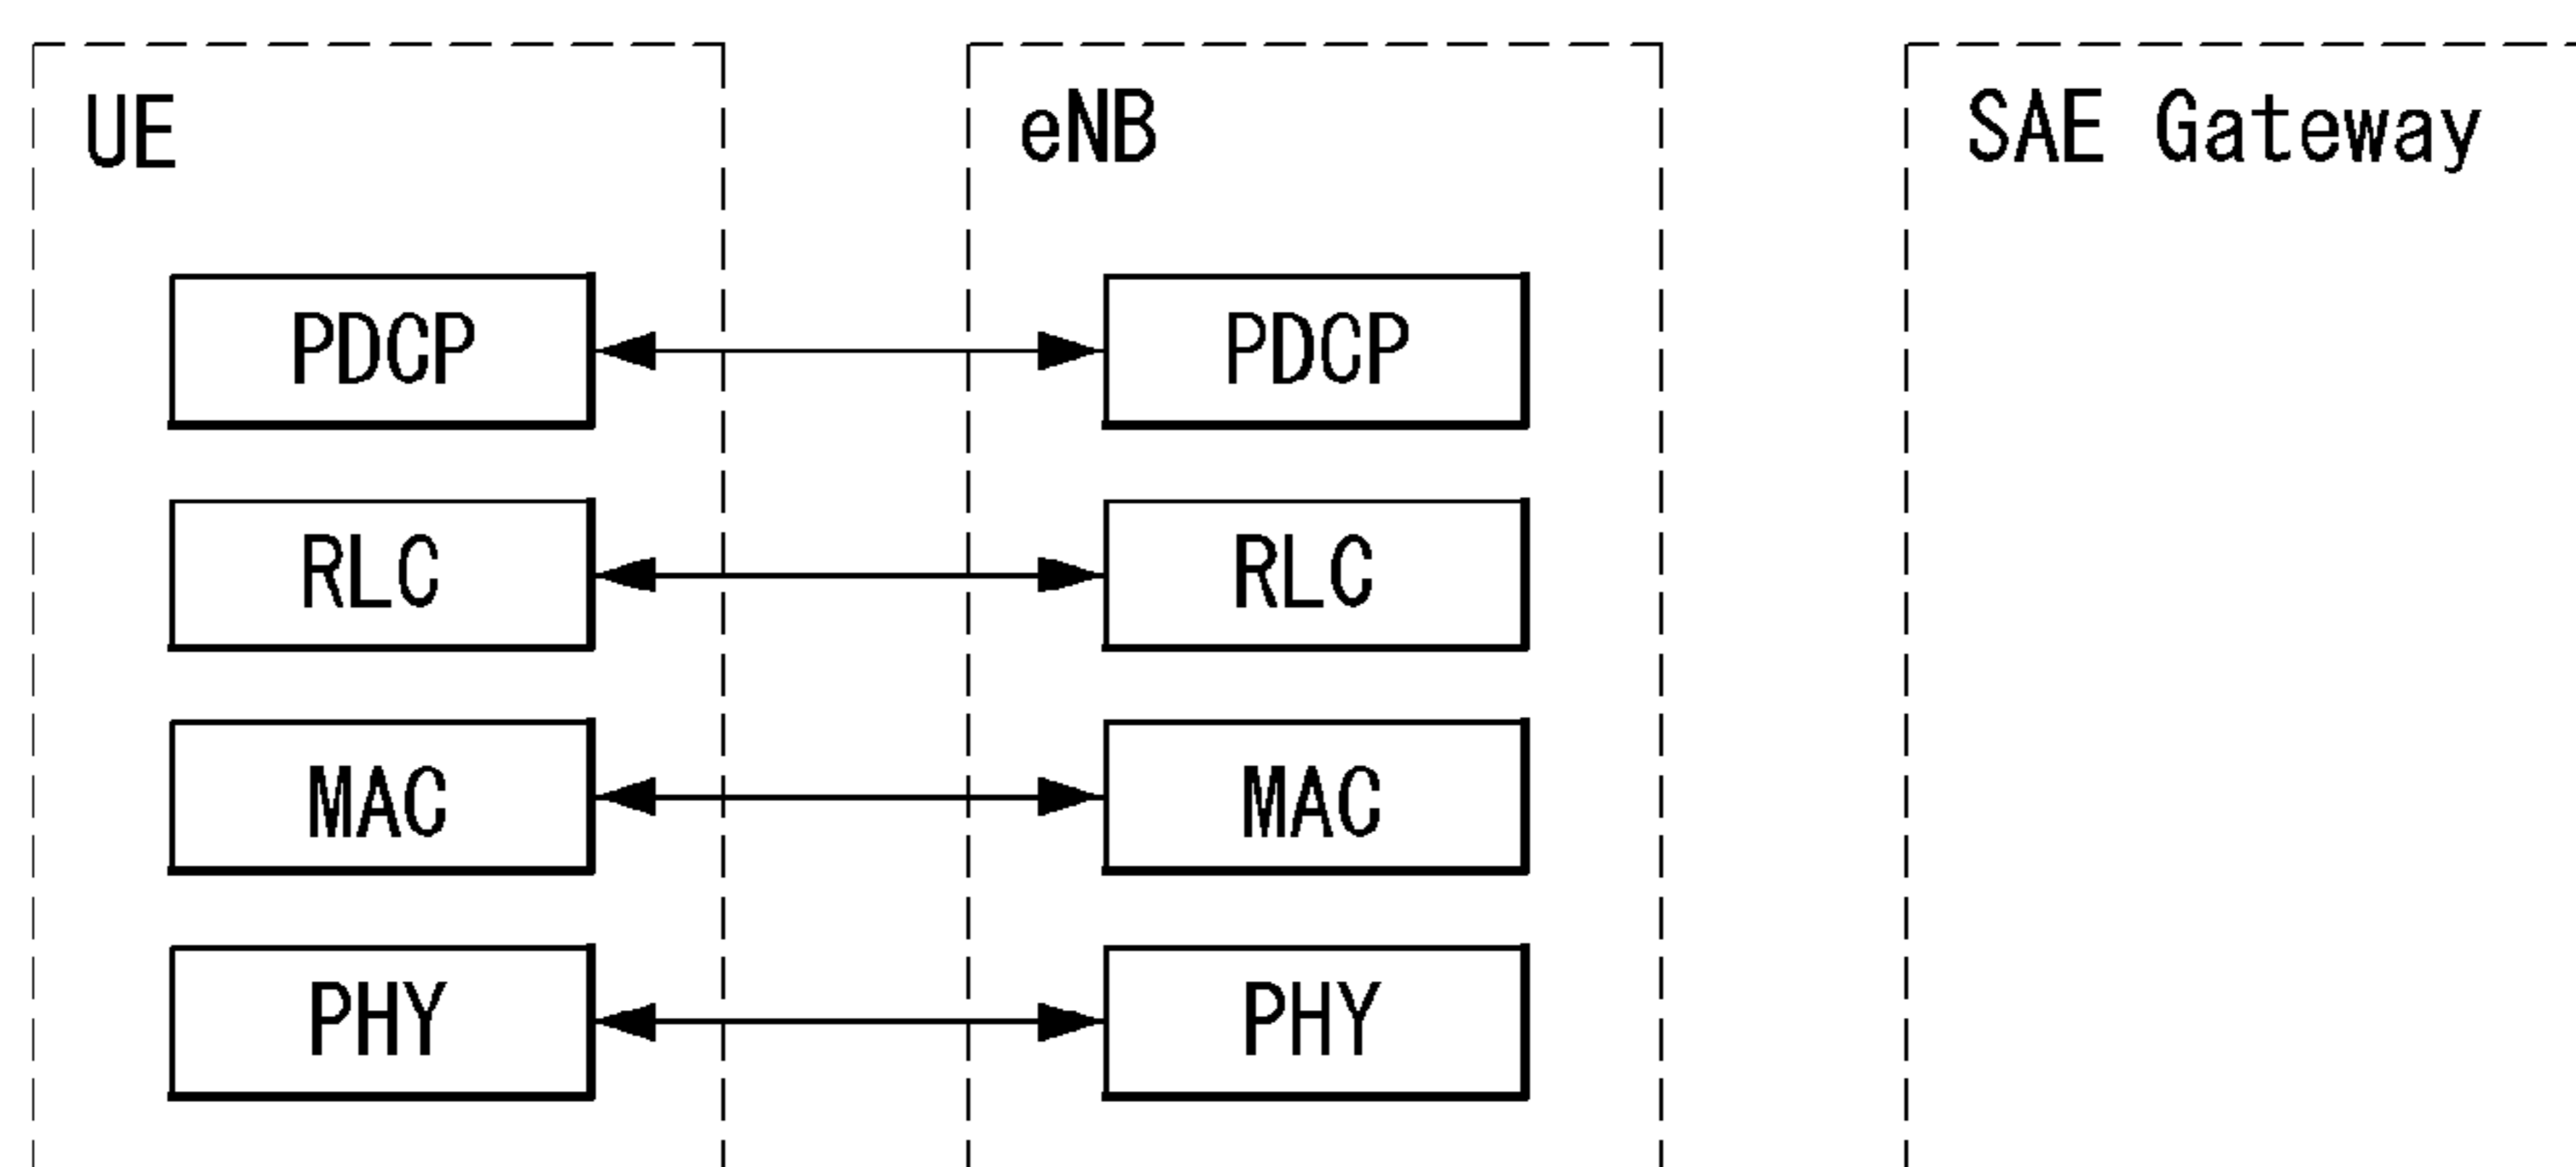 UE
eNB
SAE Gateway
PDCP
PDCP
RLC
RLC
MAC
MAC
PHY
PHY